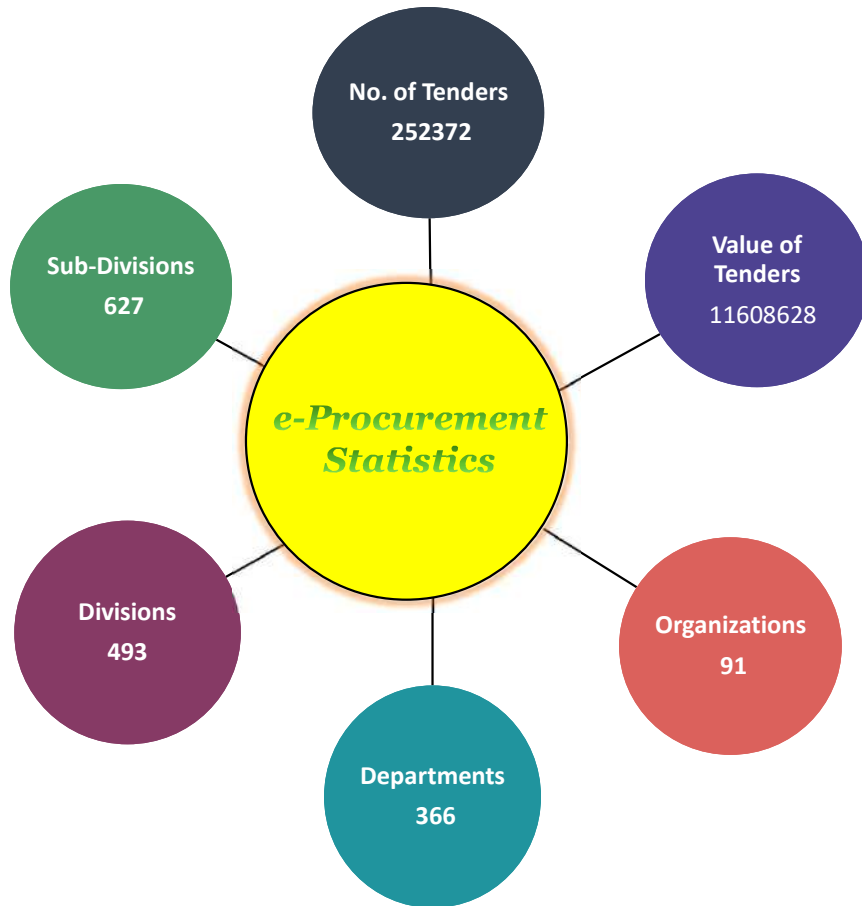 No. of Tenders
252372
Value of
Tenders
11608628
Sub-Divisions
627
e-Procurement
Statistics
Divisions
493
Organizations
91
Departments
366